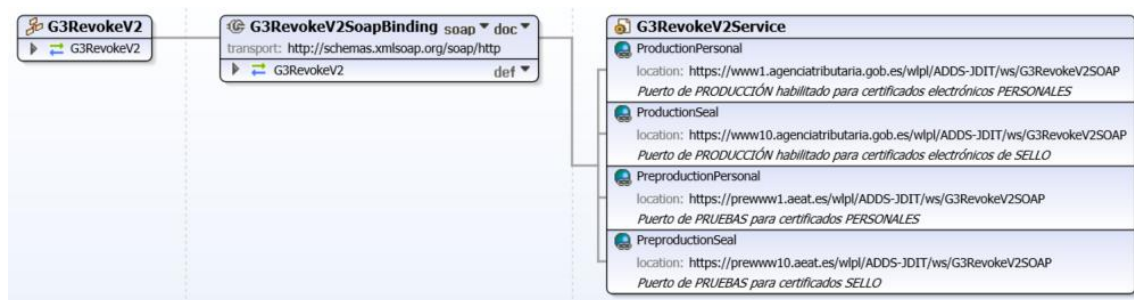 G3RevokeV2
G3RevokeV2
G3RevokeV2SoapBinding soap doc
transport: http://schemas.xmlsoap.org/soap/http
G3RevokeV2 def
G3RevokeV2Service
ProductionPersonal
location: https://www1.agenciatributaria.gob.es/wlpl/ADDS-JDIT/ws/G3RevokeV2SOAP
Puerto de PRODUCCIÓN habilitado para certificados electrónicos PERSONALES
ProductionSeal
location: https://www10.agenciatributaria.gob.es/wlpl/ADDS-JDIT/ws/G3RevokeV2SOAP
Puerto de PRODUCCIÓN habilitado para certificados electrónicos de SELLO
PreproductionPersonal
location: https://prewww1.aeat.es/wlpl/ADDS-JDIT/ws/G3RevokeV2SOAP
Puerto de PRUEBAS para certificados PERSONALES
PreproductionSeal
location: https://prewww10.aeat.es/wlpl/ADDS-JDIT/ws/G3RevokeV2SOAP
Puerto de PRUEBAS para certificados SELLO